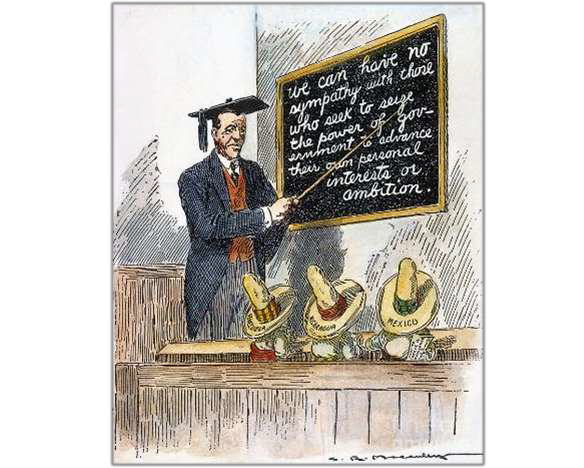 we can have no
sympathy with those
who seek to seize
the power of gov-
ernment to advance
their own personal
interests or
ambition.
NICARAGUA
MEXICO